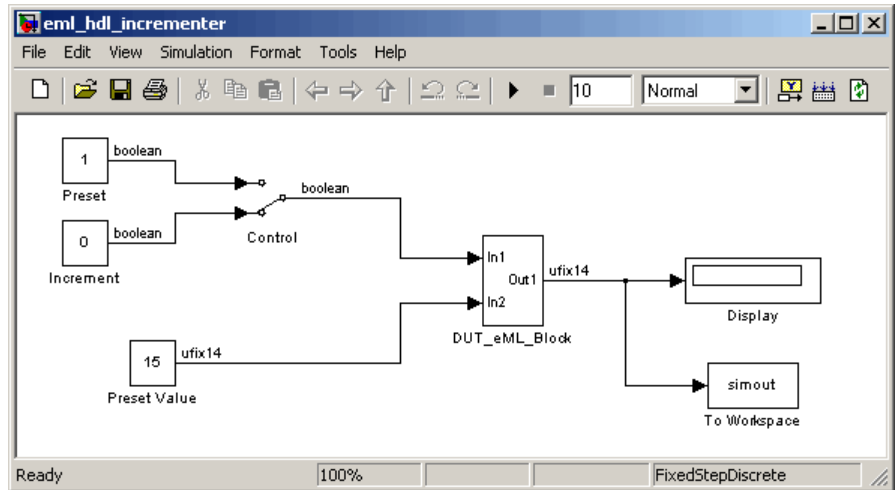 eml_hdl_incrementer
File Edit View Simulation Format Tools Help
10 Normal
1 boolean
Preset
boolean
Control
0 boolean
Increment
In1
Out1 ufix14
In2
DUT_eML_Block
Display
15 ufix14
Preset Value
simout
To Workspace
Ready 100% FixedStepDiscrete